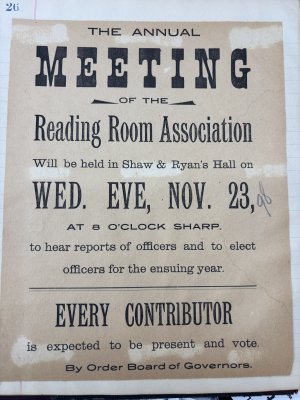 26
THE ANNUAL
MEETING
OF THE
Reading Room Association
Will be held in Shaw & Ryan's Hall on
WED. EVE, NOV. 23, 98
AT 8 O'CLOCK SHARP,
to hear reports of officers and to elect
officers for the ensuing year.
EVERY CONTRIBUTOR
is expected to be present and vote.
By Order Board of Governors.